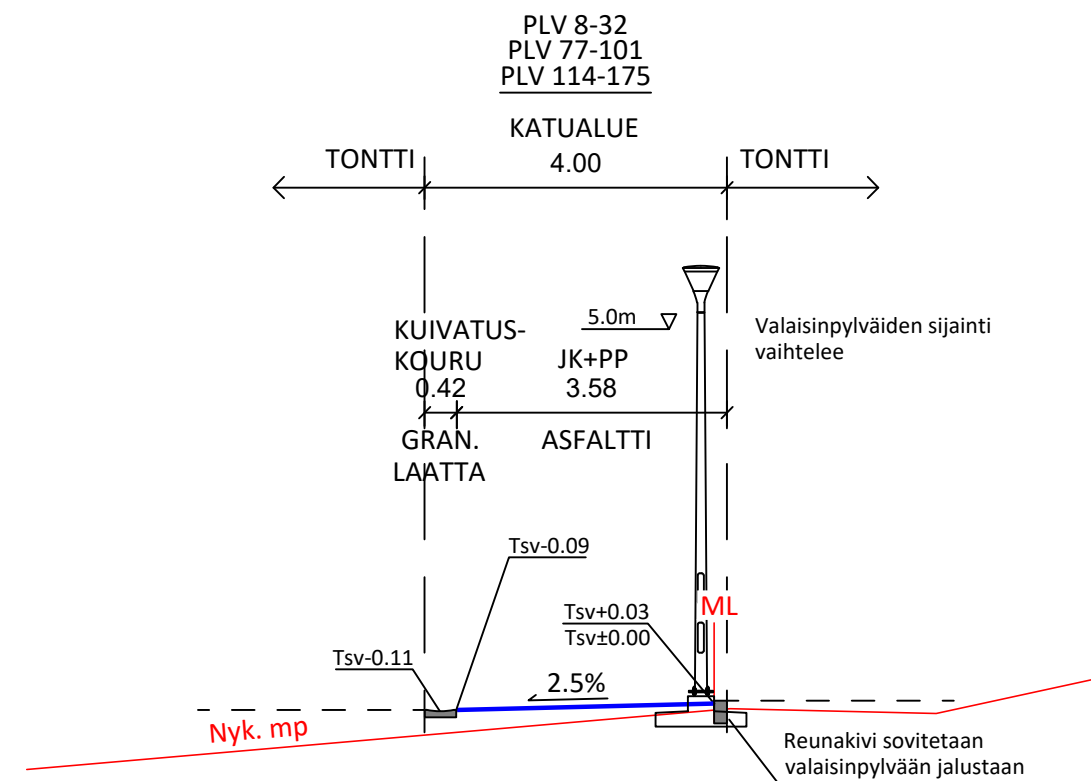 PLV 8-32
PLV 77-101
PLV 114-175
KATUALUE
TONTTI
4.00
TONTTI
5.0m
Valaisinpylväiden sijainti
vaihtelee
KUIVATUS-
KOURU
0.42
JK+PP
3.58
GRAN.
LAATTA
ASFALTTI
Tsv-0.09
Tsv+0.03
Tsv±0.00
ML
Tsv-0.11
2.5%
Nyk. mp
Reunakivi sovitetaan
valaisinpylvään jalustaan